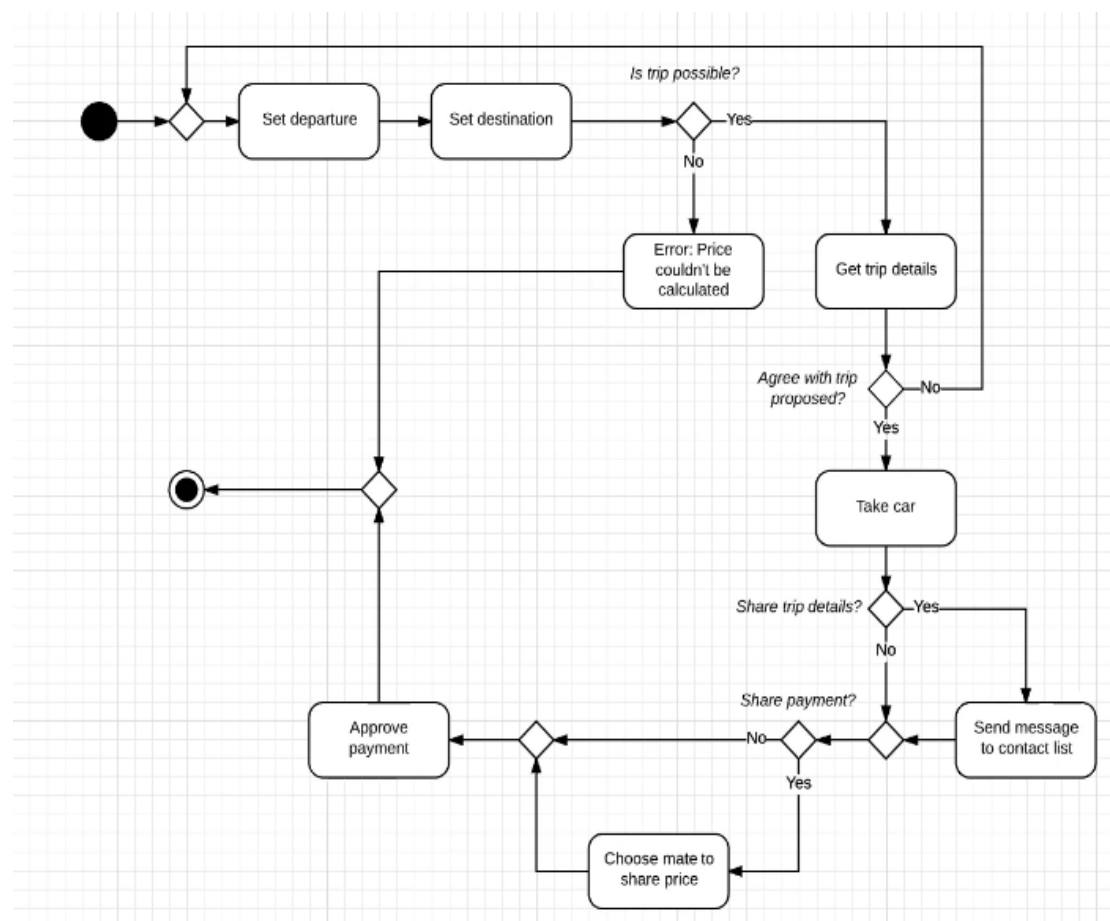 Is trip possible?
Set departure
Set destination
Yes
No
Error: Price
couldn't be
calculated
Get trip details
Agree with trip
proposed?
No
Yes
Take car
Share trip details?
Yes
No
Share payment?
Approve
payment
No
Send message
to contact list
Yes
Choose mate to
share price